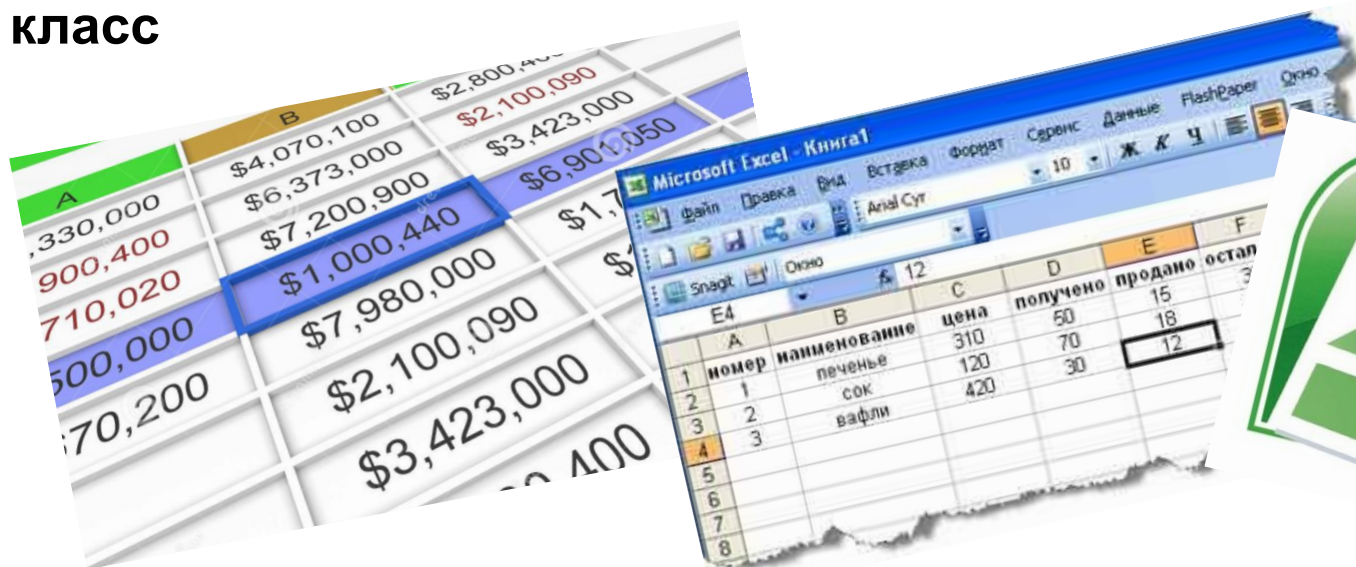 класс
A
B
$4,070,100
$6,373,000
$7,200,900
$1,000,440
$7,980,000
$2,100,090
$3,423,000
,330,000
900,400
710,020
500,000
570,200
$2,100,090
$3,423,000
$6,901,050
Microsoft Excel - Книга1
Файл Правка Вид Вставка Формат Сервис Данные FlashPaper Окно
Arial Cyr 10 Ж К Ч
SnagIt Окно
E4 fx 12
A B C D E F
1 номер наименование цена получено продано остал
2 1 печенье 310 50 15
3 2 сок 120 70 18
4 3 вафли 420 30 12
5
6
7
8